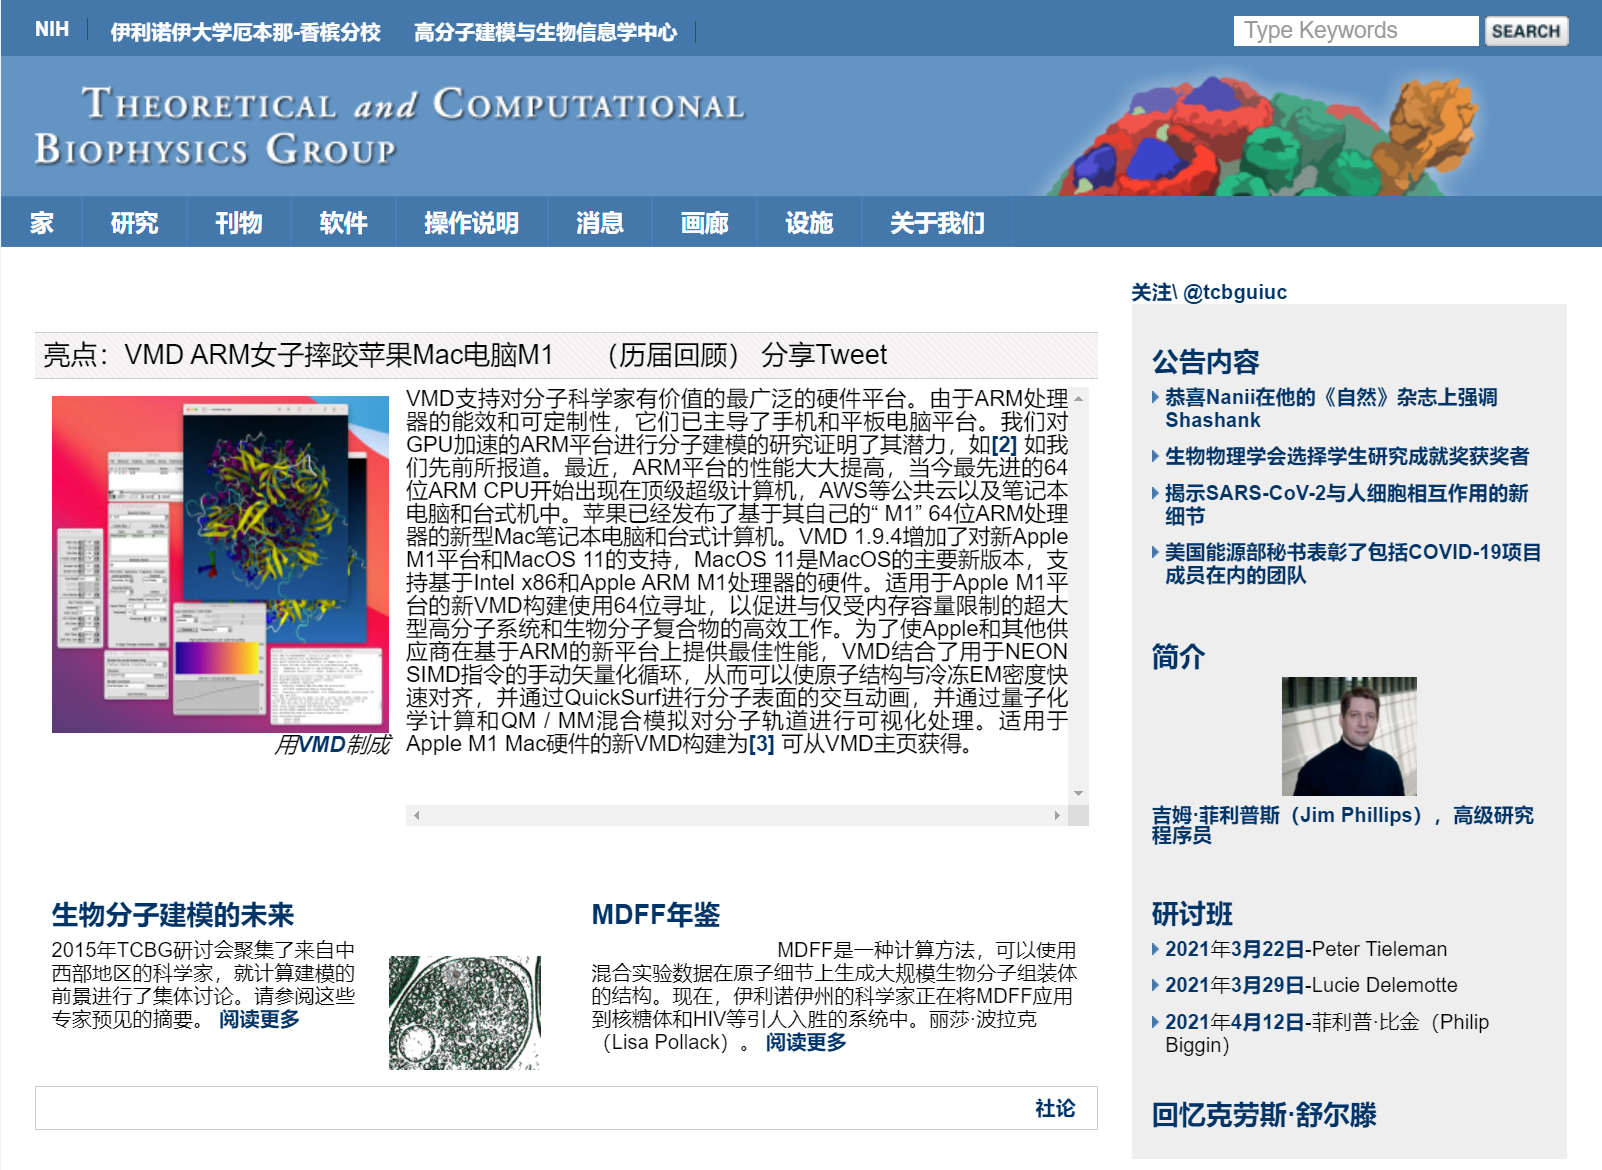 NIH
伊利诺伊大学厄本那-香槟分校
高分子建模与生物信息学中心
Type Keywords
SEARCH
THEORETICAL and COMPUTATIONAL
BIOPHYSICS GROUP
家 研究 刊物 软件 操作说明 消息 画廊 设施 关于我们
亮点：VMD ARM女子摔跤苹果Mac电脑M1 （历届回顾） 分享Tweet
VMD支持对分子科学家有价值的最广泛的硬件平台。由于ARM处理
器的能效和可定制性，它们已主导了手机和平板电脑平台。我们对
GPU加速的ARM平台进行分子建模的研究证明了其潜力，如[2] 如我
们先前所报道。最近，ARM平台的性能大大提高，当今最先进的64
位ARM CPU开始出现在顶级超级计算机，AWS等公共云以及笔记本
电脑和台式机中。苹果已经发布了基于其自己的“ M1” 64位ARM处理
器的新型Mac笔记本电脑和台式计算机。VMD 1.9.4增加了对新Apple
M1平台和MacOS 11的支持，MacOS 11是MacOS的主要新版本，支
持基于Intel x86和Apple ARM M1处理器的硬件。适用于Apple M1平
台的新VMD构建使用64位寻址，以促进与仅受内存容量限制的超大
型高分子系统和生物分子复合物的高效工作。为了使Apple和其他供
应商在基于ARM的新平台上提供最佳性能，VMD结合了用于NEON
SIMD指令的手动矢量化循环，从而可以使原子结构与冷冻EM密度快
速对齐，并通过QuickSurf进行分子表面的交互动画，并通过量子化
学计算和QM / MM混合模拟对分子轨道进行可视化处理。适用于
Apple M1 Mac硬件的新VMD构建为[3] 可从VMD主页获得。
用VMD制成
生物分子建模的未来
2015年TCBG研讨会聚集了来自中
西部地区的科学家，就计算建模的
前景进行了集体讨论。请参阅这些
专家预见的摘要。 阅读更多
MDFF年鉴
MDFF是一种计算方法，可以使用
混合实验数据在原子细节上生成大规模生物分子组装体
的结构。现在，伊利诺伊州的科学家正在将MDFF应用
到核糖体和HIV等引人入胜的系统中。丽莎·波拉克
（Lisa Pollack）。 阅读更多
社论
关注\ @tcbguiuc
公告内容
恭喜Nanii在他的《自然》杂志上强调
Shashank
生物物理学会选择学生研究成就奖获奖者
揭示SARS-CoV-2与人细胞相互作用的新
细节
美国能源部秘书表彰了包括COVID-19项目
成员在内的团队
简介
吉姆·菲利普斯（Jim Phillips），高级研究
程序员
研讨班
2021年3月22日-Peter Tieleman
2021年3月29日-Lucie Delemotte
2021年4月12日-菲利普·比金（Philip
Biggin）
回忆克劳斯·舒尔滕